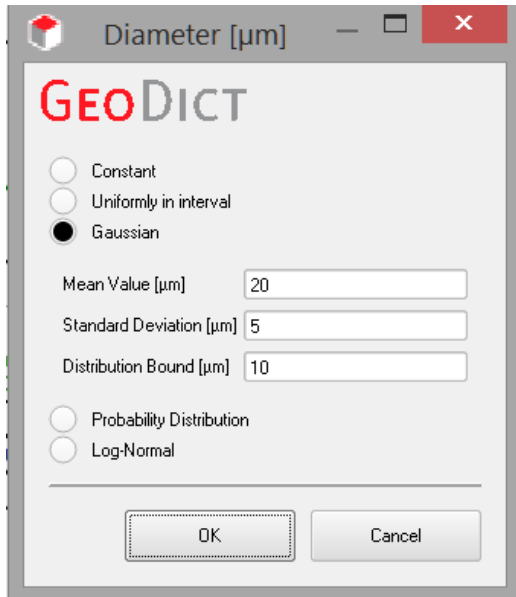 Diameter [µm]
GEODICT
Constant
Uniformly in interval
Gaussian
Mean Value [µm] 20
Standard Deviation [µm] 5
Distribution Bound [µm] 10
Probability Distribution
Log-Normal
OK Cancel